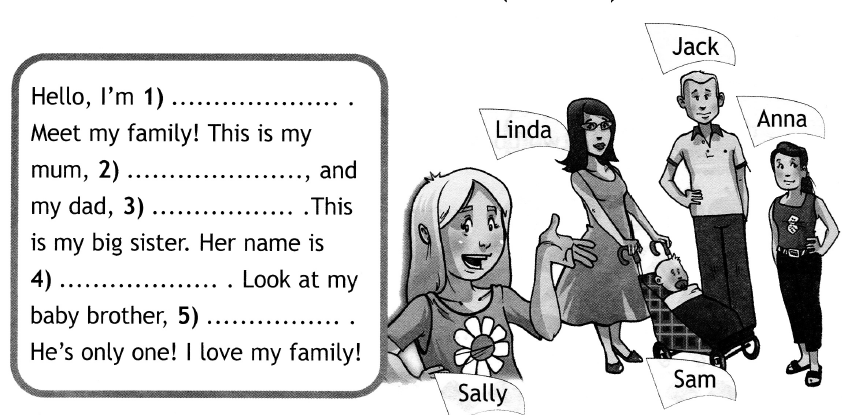 Hello, I'm 1) ..................... .
Meet my family! This is my
mum, 2) ......................, and
my dad, 3) .................. .This
is my big sister. Her name is
4) .................... . Look at my
baby brother, 5) ................. .
He's only one! I love my family!
Jack
Linda
Anna
Sally
Sam